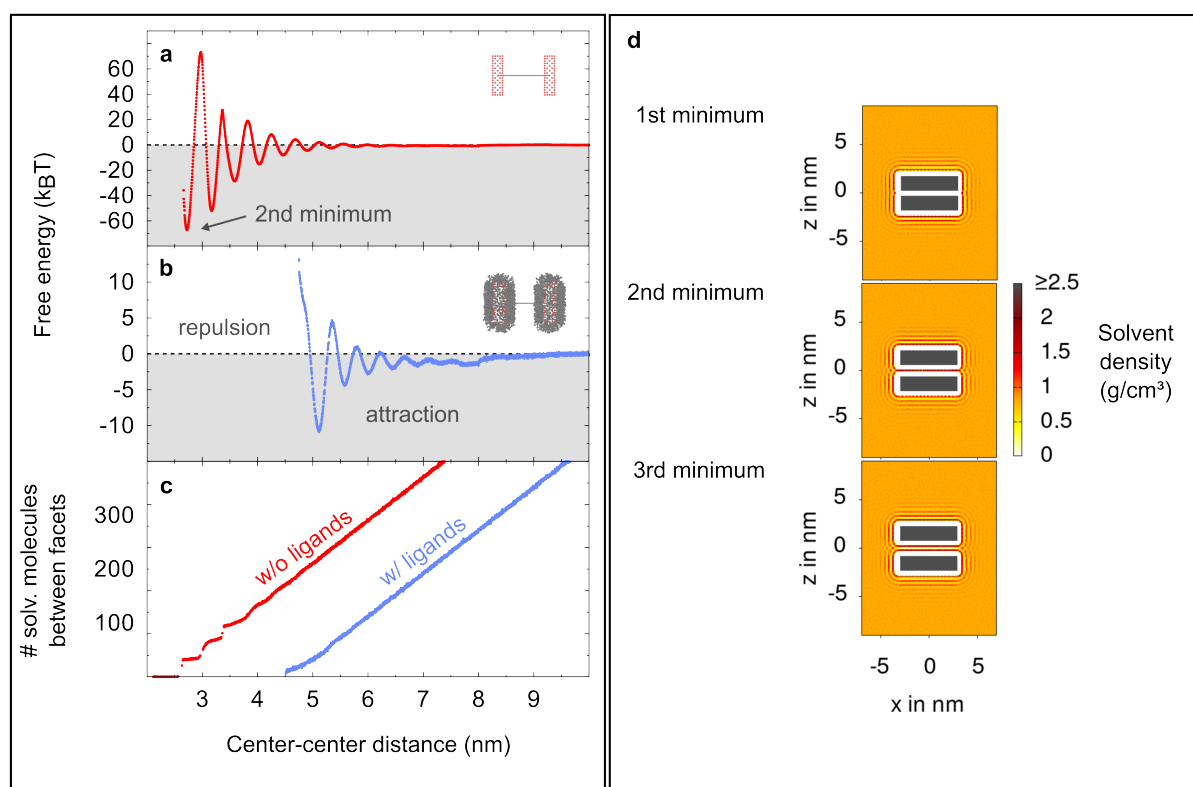 a
60
40
20
0
-20
-40
-60
Free energy (kBT)
2nd minimum
b
10
5
0
-5
-10
repulsion
attraction
c
300
200
100
# solv. molecules
between facets
w/o ligands
w/ ligands
3 4 5 6 7 8 9
Center-center distance (nm)
d
1st minimum
5
0
-5
z in nm
2nd minimum
5
0
-5
z in nm
≥2.5
2
1.5
1
0.5
0
Solvent
density
(g/cm³)
3rd minimum
5
0
-5
z in nm
-5 0 5
x in nm